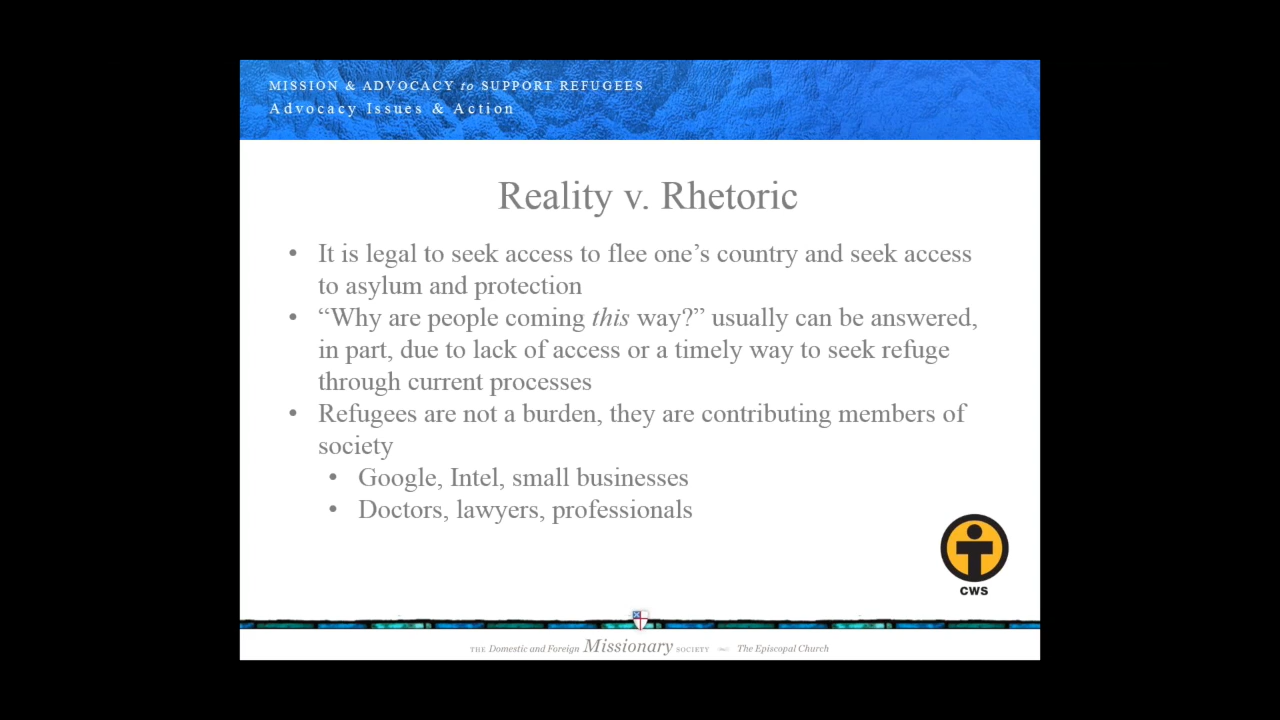 MISSION & ADVOCACY to SUPPORT REFUGEES
Advocacy Issues & Action
Reality v. Rhetoric
• It is legal to seek access to flee one’s country and seek access
to asylum and protection
• “Why are people coming this way?” usually can be answered,
in part, due to lack of access or a timely way to seek refuge
through current processes
• Refugees are not a burden, they are contributing members of
society
• Google, Intel, small businesses
• Doctors, lawyers, professionals
CWS
THE Domestic and Foreign Missionary SOCIETY The Episcopal Church